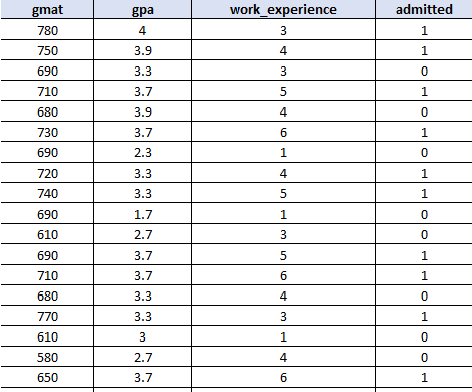 gmat gpa work_experience admitted
780 4 3 1
750 3.9 4 1
690 3.3 3 0
710 3.7 5 1
680 3.9 4 0
730 3.7 6 1
690 2.3 1 0
720 3.3 4 1
740 3.3 5 1
690 1.7 1 0
610 2.7 3 0
690 3.7 5 1
710 3.7 6 1
680 3.3 4 0
770 3.3 3 1
610 3 1 0
580 2.7 4 0
650 3.7 6 1